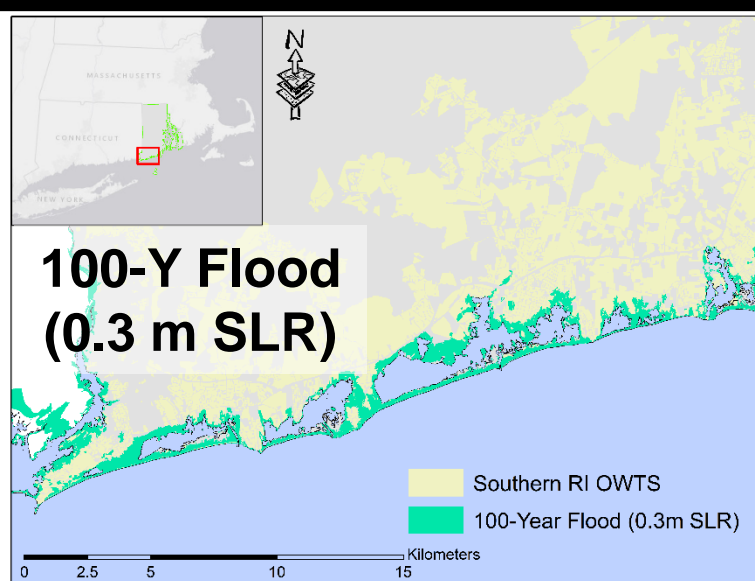 MASSACHUSETTS
CONNECTICUT
NEW YORK
N
100-Y Flood
(0.3 m SLR)
Southern RI OWTS
100-Year Flood (0.3m SLR)
Kilometers
0 2.5 5 10 15